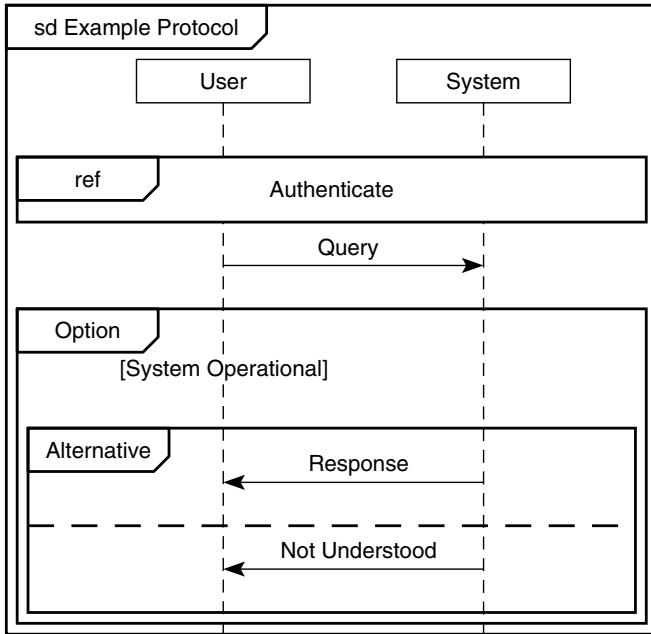 sd Example Protocol
User
System
ref
Authenticate
Query
Option
[System Operational]
Alternative
Response
Not Understood